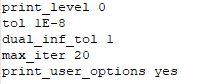 print_level 0
tol 1E-8
dual_inf_tol 1
max_iter 20
print_user_options yes